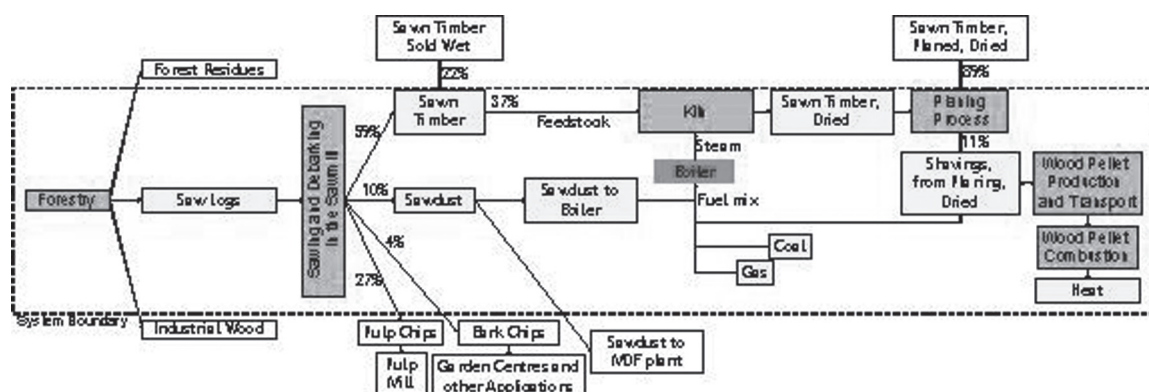 Sawn Timber
Sold Wet
Sawn Timber,
Planed, Dried
Forest Residues
22%
89%
Sawn
Timber
37%
Feedstock
Kiln
Sawn Timber,
Dried
Planing
Process
59%
Steam
11%
Boiler
Shavings,
from Planing,
Dried
Wood Pellet
Production
and Transport
Forestry
Saw Logs
Sawing and Debarking
in the Sawmill
10%
Sawdust
Sawdust to
Boiler
Fuel mix
4%
Coal
Wood Pellet
Combustion
27%
Gas
Heat
System Boundary
Industrial Wood
Pulp Chips
Bark Chips
Sawdust to
MDF plant
Pulp
Mill
Garden Centres and
other Applications